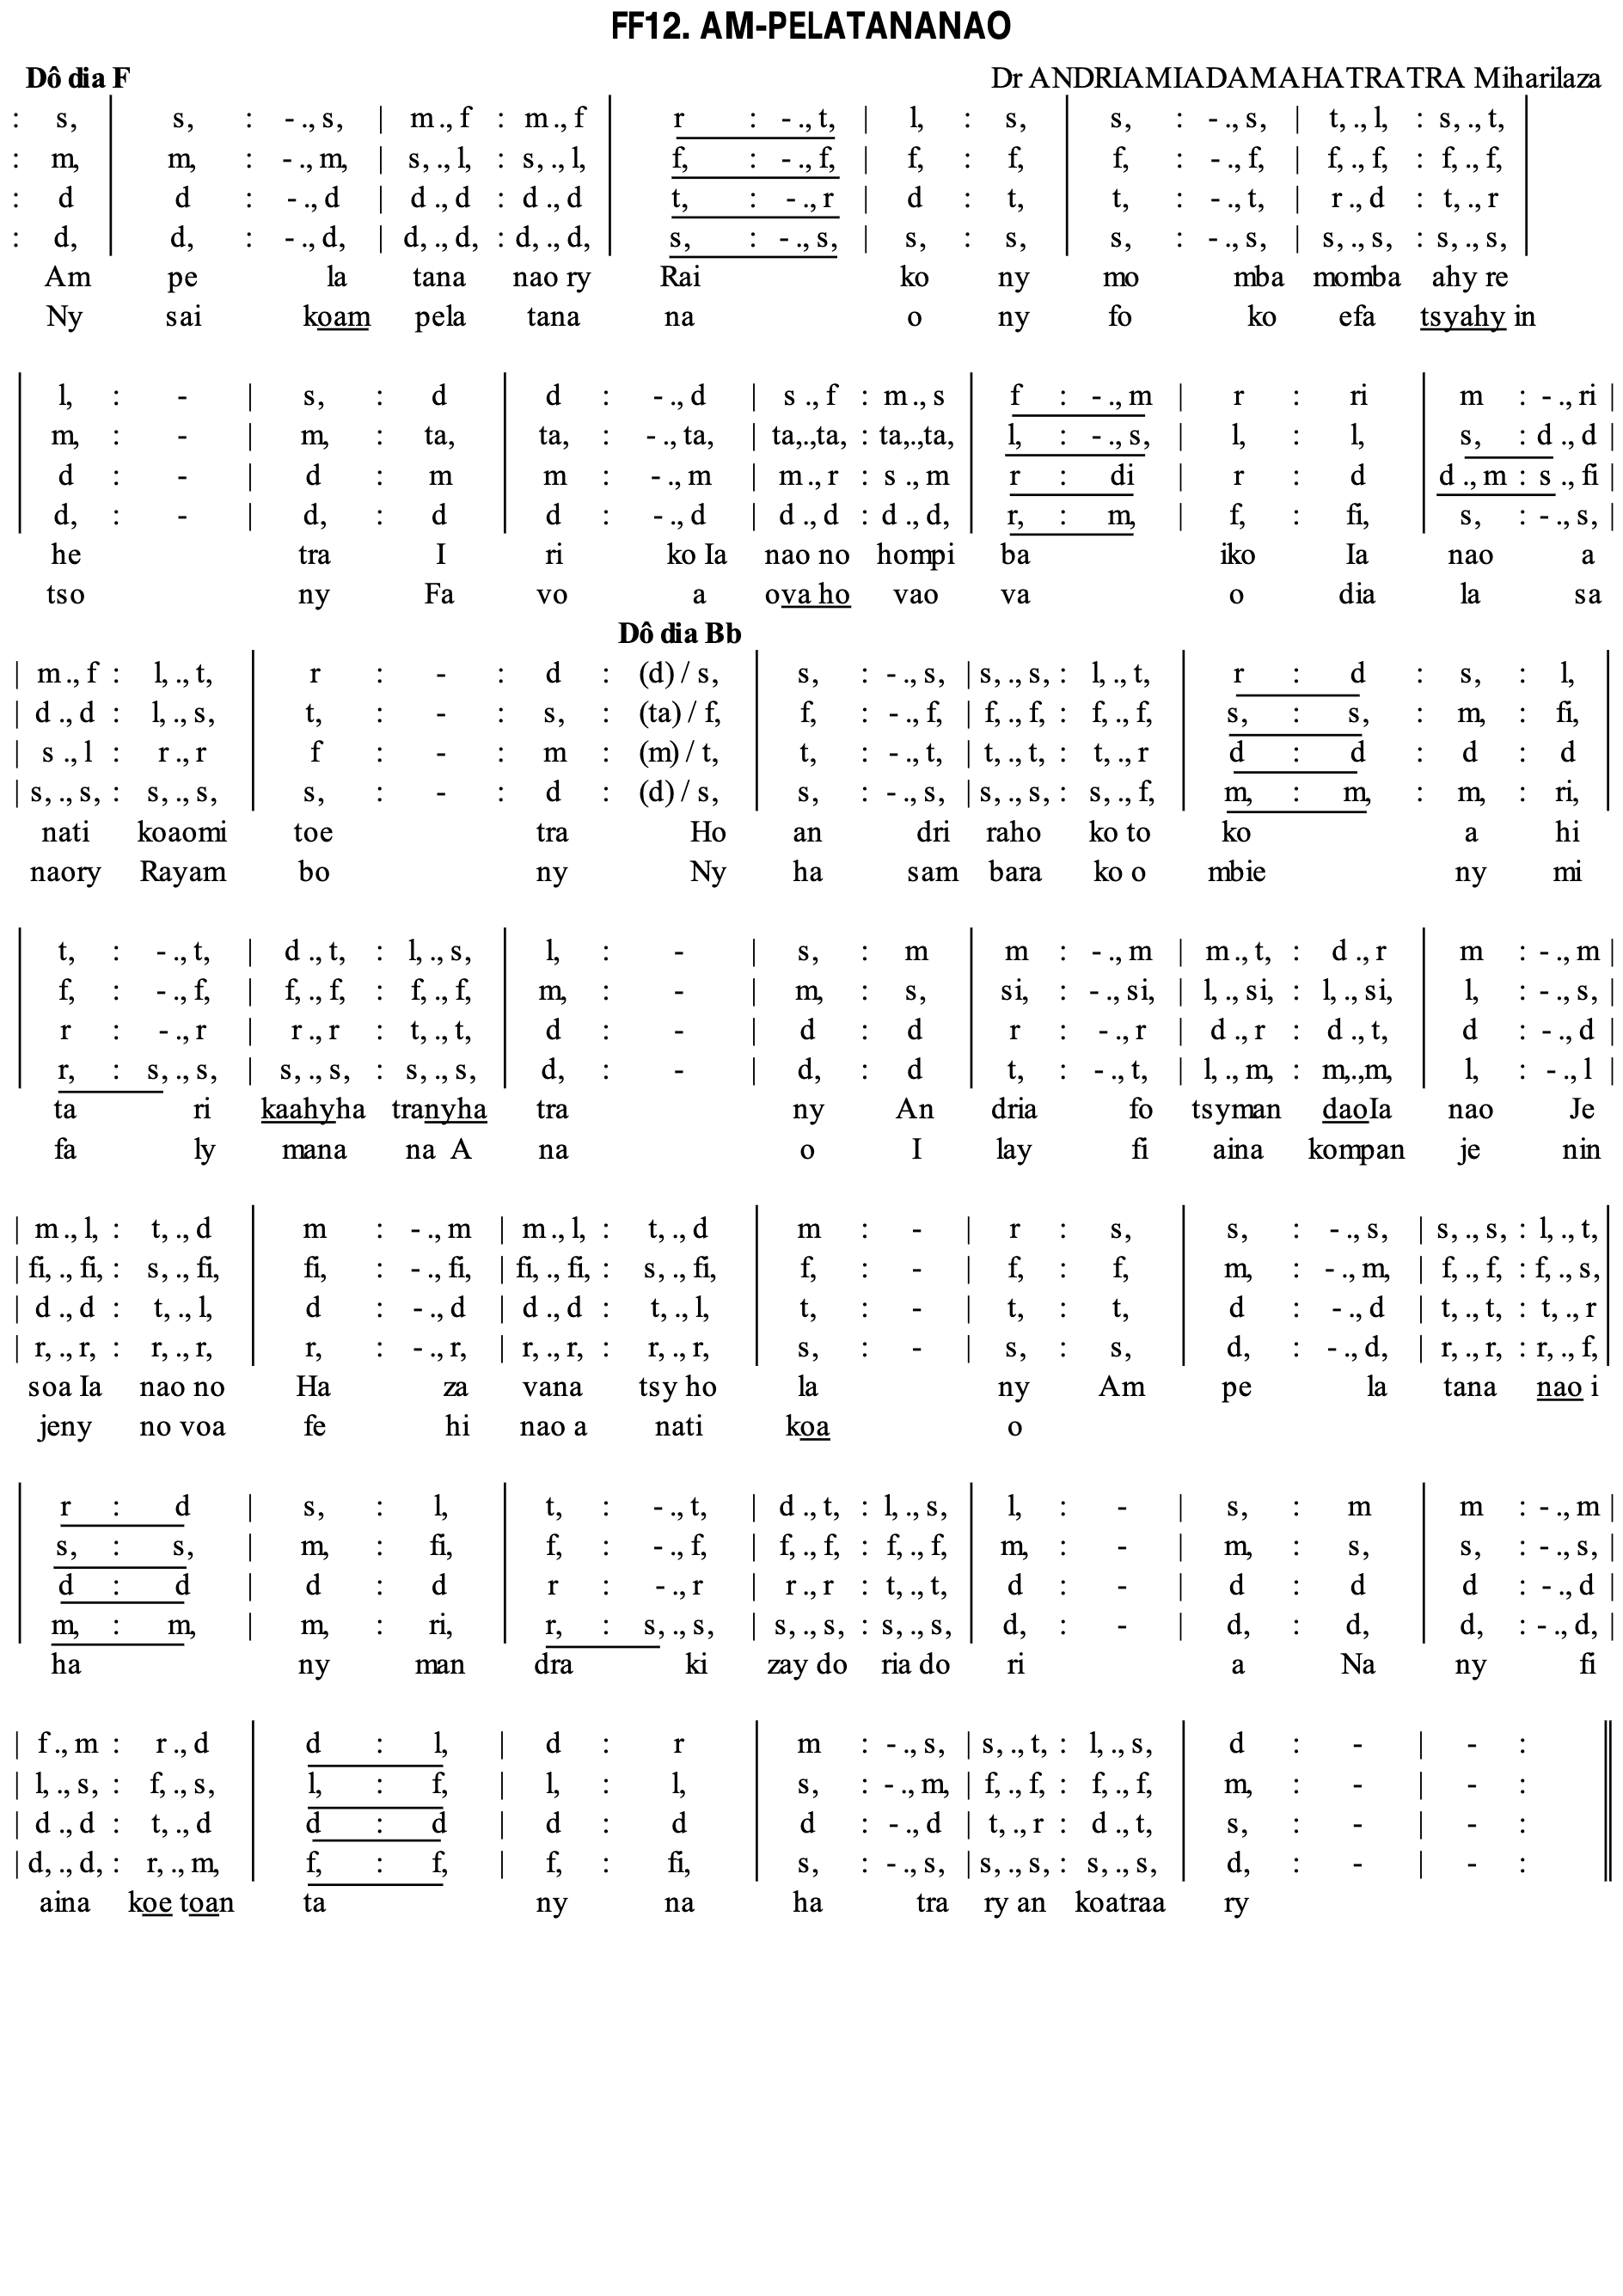 FF12. AM-PELATANANAO
Dô dia F Dr ANDRIAMIADAMAHATRATRA Miharilaza
: s, | s, : - ., s, | m ., f : m ., f | r : - ., t, | l, : s, | s, : - ., s, | t, ., l, : s, ., t, |
: m, | m, : - ., m, | s, ., l, : s, ., l, | f, : - ., f, | f, : f, | f, : - ., f, | f, ., f, : f, ., f, |
: d | d : - ., d | d ., d : d ., d | t, : - ., r | d : t, | t, : - ., t, | r ., d : t, ., r |
: d, | d, : - ., d, | d, ., d, : d, ., d, | s, : - ., s, | s, : s, | s, : - ., s, | s, ., s, : s, ., s, |
Am pe la tana nao ry Rai ko ny mo mba momba ahy re
Ny sai koam pela tana na o ny fo ko efa tsyahy in
| l, : - | s, : d | d : - ., d | s ., f : m ., s | f : - ., m | r : ri | m : - ., ri |
| m, : - | m, : ta, | ta, : - ., ta, | ta,.,ta, : ta,.,ta, | l, : - ., s, | l, : l, | s, : d ., d |
| d : - | d : m | m : - ., m | m ., r : s ., m | r : di | r : d | d ., m : s ., fi |
| d, : - | d, : d | d : - ., d | d ., d : d ., d, | r, : m, | f, : fi, | s, : - ., s, |
he tra I ri ko Ia nao no hompi ba iko Ia nao a
tso ny Fa vo a ova ho vao va o dia la sa
Dô dia Bb
| m ., f : l, ., t, | r : - : d : (d) / s, | s, : - ., s, | s, ., s, : l, ., t, | r : d : s, : l, |
| d ., d : l, ., s, | t, : - : s, : (ta) / f, | f, : - ., f, | f, ., f, : f, ., f, | s, : s, : m, : fi, |
| s ., l : r ., r | f : - : m : (m) / t, | t, : - ., t, | t, ., t, : t, ., r | d : d : d : d |
| s, ., s, : s, ., s, | s, : - : d : (d) / s, | s, : - ., s, | s, ., s, : s, ., f, | m, : m, : m, : ri, |
nati koaomi toe tra Ho an dri raho ko to ko a hi
naory Rayam bo ny Ny ha sam bara ko o mbie ny mi
| t, : - ., t, | d ., t, : l, ., s, | l, : - | s, : m | m : - ., m | m ., t, : d ., r | m : - ., m |
| f, : - ., f, | f, ., f, : f, ., f, | m, : - | m, : s, | si, : - ., si, | l, ., si, : l, ., si, | l, : - ., s, |
| r : - ., r | r ., r : t, ., t, | d : - | d : d | r : - ., r | d ., r : d ., t, | d : - ., d |
| r, : s, ., s, | s, ., s, : s, ., s, | d, : - | d, : d | t, : - ., t, | l, ., m, : m,.,m, | l, : - ., l |
ta ri kaahyha tranyha tra ny An dria fo tsyman daoIa nao Je
fa ly mana na A na o I lay fi aina kompan je nin
| m ., l, : t, ., d | m : - ., m | m ., l, : t, ., d | m : - | r : s, | s, : - ., s, | s, ., s, : l, ., t, |
| fi, ., fi, : s, ., fi, | fi, : - ., fi, | fi, ., fi, : s, ., fi, | f, : - | f, : f, | m, : - ., m, | f, ., f, : f, ., s, |
| d ., d : t, ., l, | d : - ., d | d ., d : t, ., l, | t, : - | t, : t, | d : - ., d | t, ., t, : t, ., r |
| r, ., r, : r, ., r, | r, : - ., r, | r, ., r, : r, ., r, | s, : - | s, : s, | d, : - ., d, | r, ., r, : r, ., f, |
soa Ia nao no Ha za vana tsy ho la ny Am pe la tana nao i
jeny no voa fe hi nao a nati koa o
| r : d | s, : l, | t, : - ., t, | d ., t, : l, ., s, | l, : - | s, : m | m : - ., m |
| s, : s, | m, : fi, | f, : - ., f, | f, ., f, : f, ., f, | m, : - | m, : s, | s, : - ., s, |
| d : d | d : d | r : - ., r | r ., r : t, ., t, | d : - | d : d | d : - ., d |
| m, : m, | m, : ri, | r, : s, ., s, | s, ., s, : s, ., s, | d, : - | d, : d, | d, : - ., d, |
ha ny man dra ki zay do ria do ri a Na ny fi
| f ., m : r ., d | d : l, | d : r | m : - ., s, | s, ., t, : l, ., s, | d : - | - : ||
| l, ., s, : f, ., s, | l, : f, | l, : l, | s, : - ., m, | f, ., f, : f, ., f, | m, : - | - : ||
| d ., d : t, ., d | d : d | d : d | d : - ., d | t, ., r : d ., t, | s, : - | - : ||
| d, ., d, : r, ., m, | f, : f, | f, : fi, | s, : - ., s, | s, ., s, : s, ., s, | d, : - | - : ||
aina koe toan ta ny na ha tra ry an koatraa ry